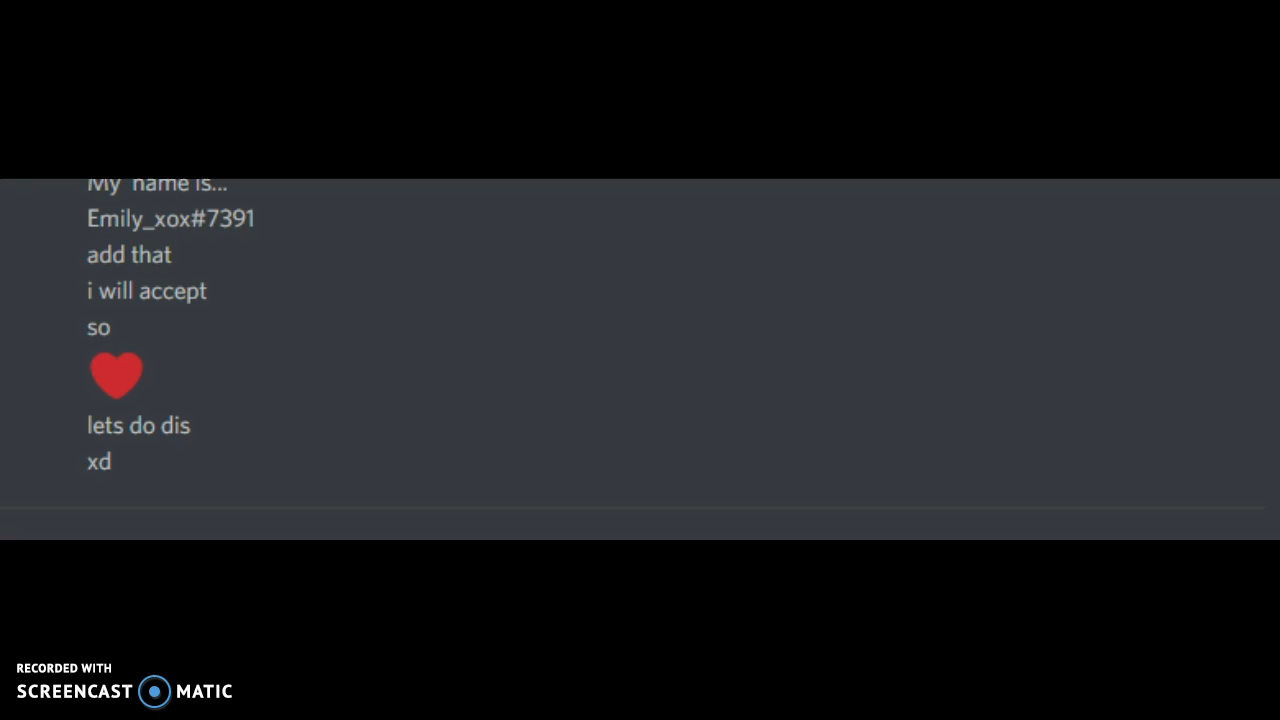 My name is...
Emily_xox#7391
add that
i will accept
so
lets do dis
xd
RECORDED WITH
SCREENCAST MATIC